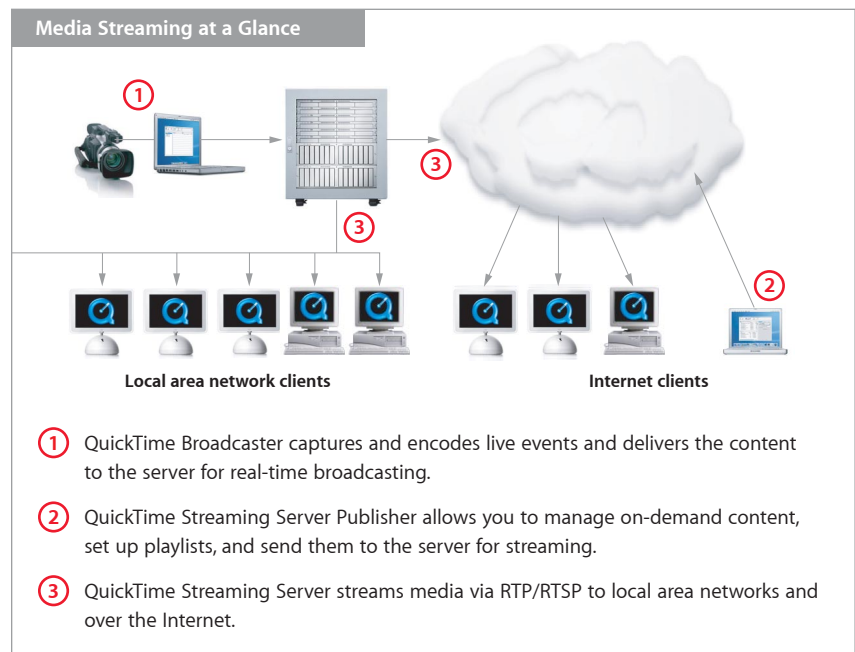 Media Streaming at a Glance
1
3
3
2
Local area network clients
Internet clients
1 QuickTime Broadcaster captures and encodes live events and delivers the content
to the server for real-time broadcasting.
2 QuickTime Streaming Server Publisher allows you to manage on-demand content,
set up playlists, and send them to the server for streaming.
3 QuickTime Streaming Server streams media via RTP/RTSP to local area networks and
over the Internet.